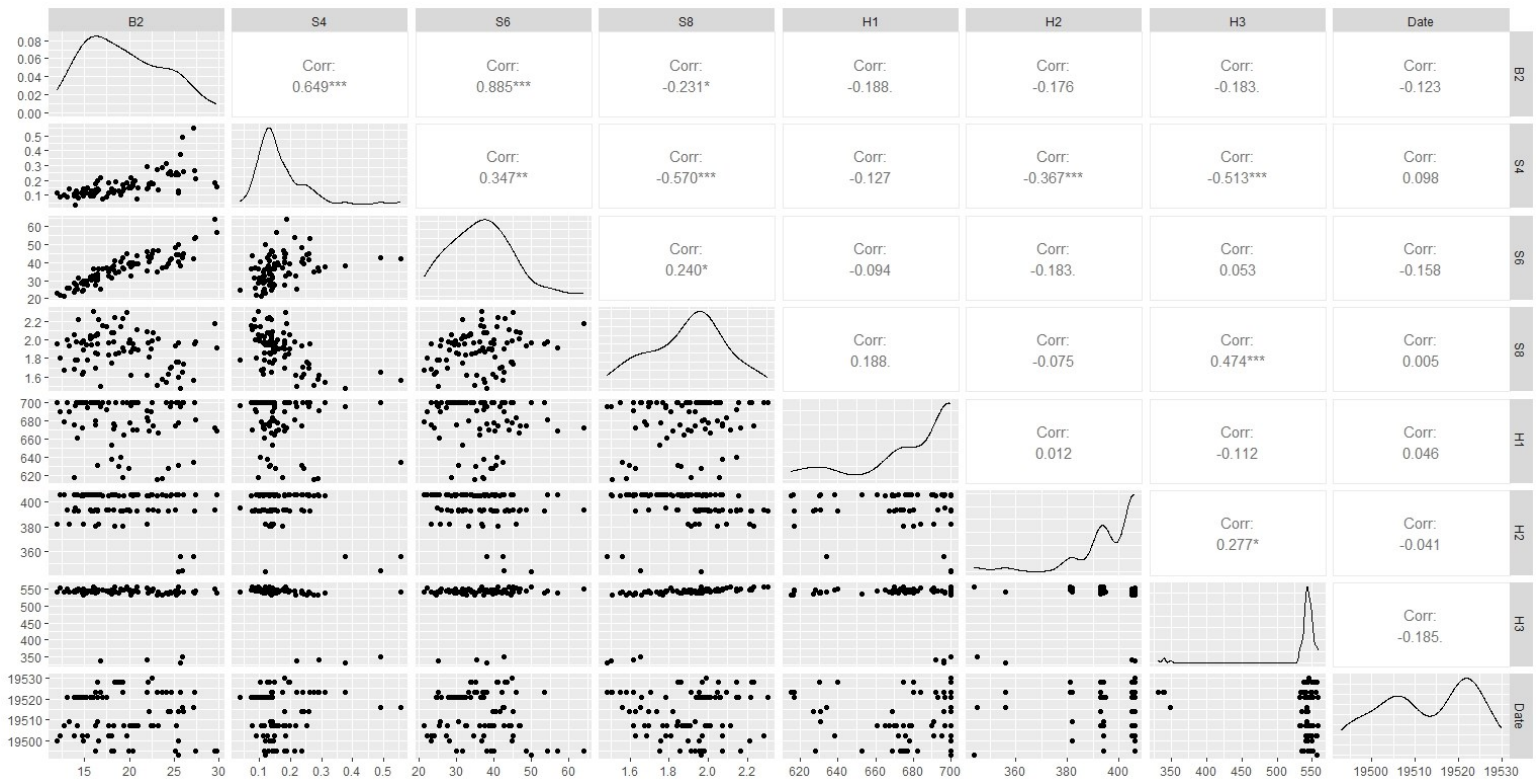 B2 S4 S6 S8 H1 H2 H3 Date
0.08
0.06
0.04
0.02
0.00
Corr: Corr: Corr: Corr: Corr: Corr: Corr:
0.649*** 0.885*** -0.231* -0.188. -0.176 -0.183. -0.123
B2
0.5
0.4
0.3
0.2
0.1
Corr: Corr: Corr: Corr: Corr: Corr:
0.347** -0.570*** -0.127 -0.367*** -0.513*** 0.098
S4
60
50
40
30
20
Corr: Corr: Corr: Corr: Corr:
0.240* -0.094 -0.183. 0.053 -0.158
S6
2.2
2.0
1.8
1.6
Corr: Corr: Corr: Corr:
0.188. -0.075 0.474*** 0.005
S8
700
680
660
640
620
Corr: Corr: Corr:
0.012 -0.112 0.046
H1
400
380
360
Corr: Corr:
0.277* -0.041
H2
550
500
450
400
350
Corr:
-0.185.
H3
19530
19520
19510
19500
Date
15 20 25 30 0.1 0.2 0.3 0.4 0.5 20 30 40 50 60 1.6 1.8 2.0 2.2 620 640 660 680 700 360 380 400 350 400 450 500 550 19500 19510 19520 19530